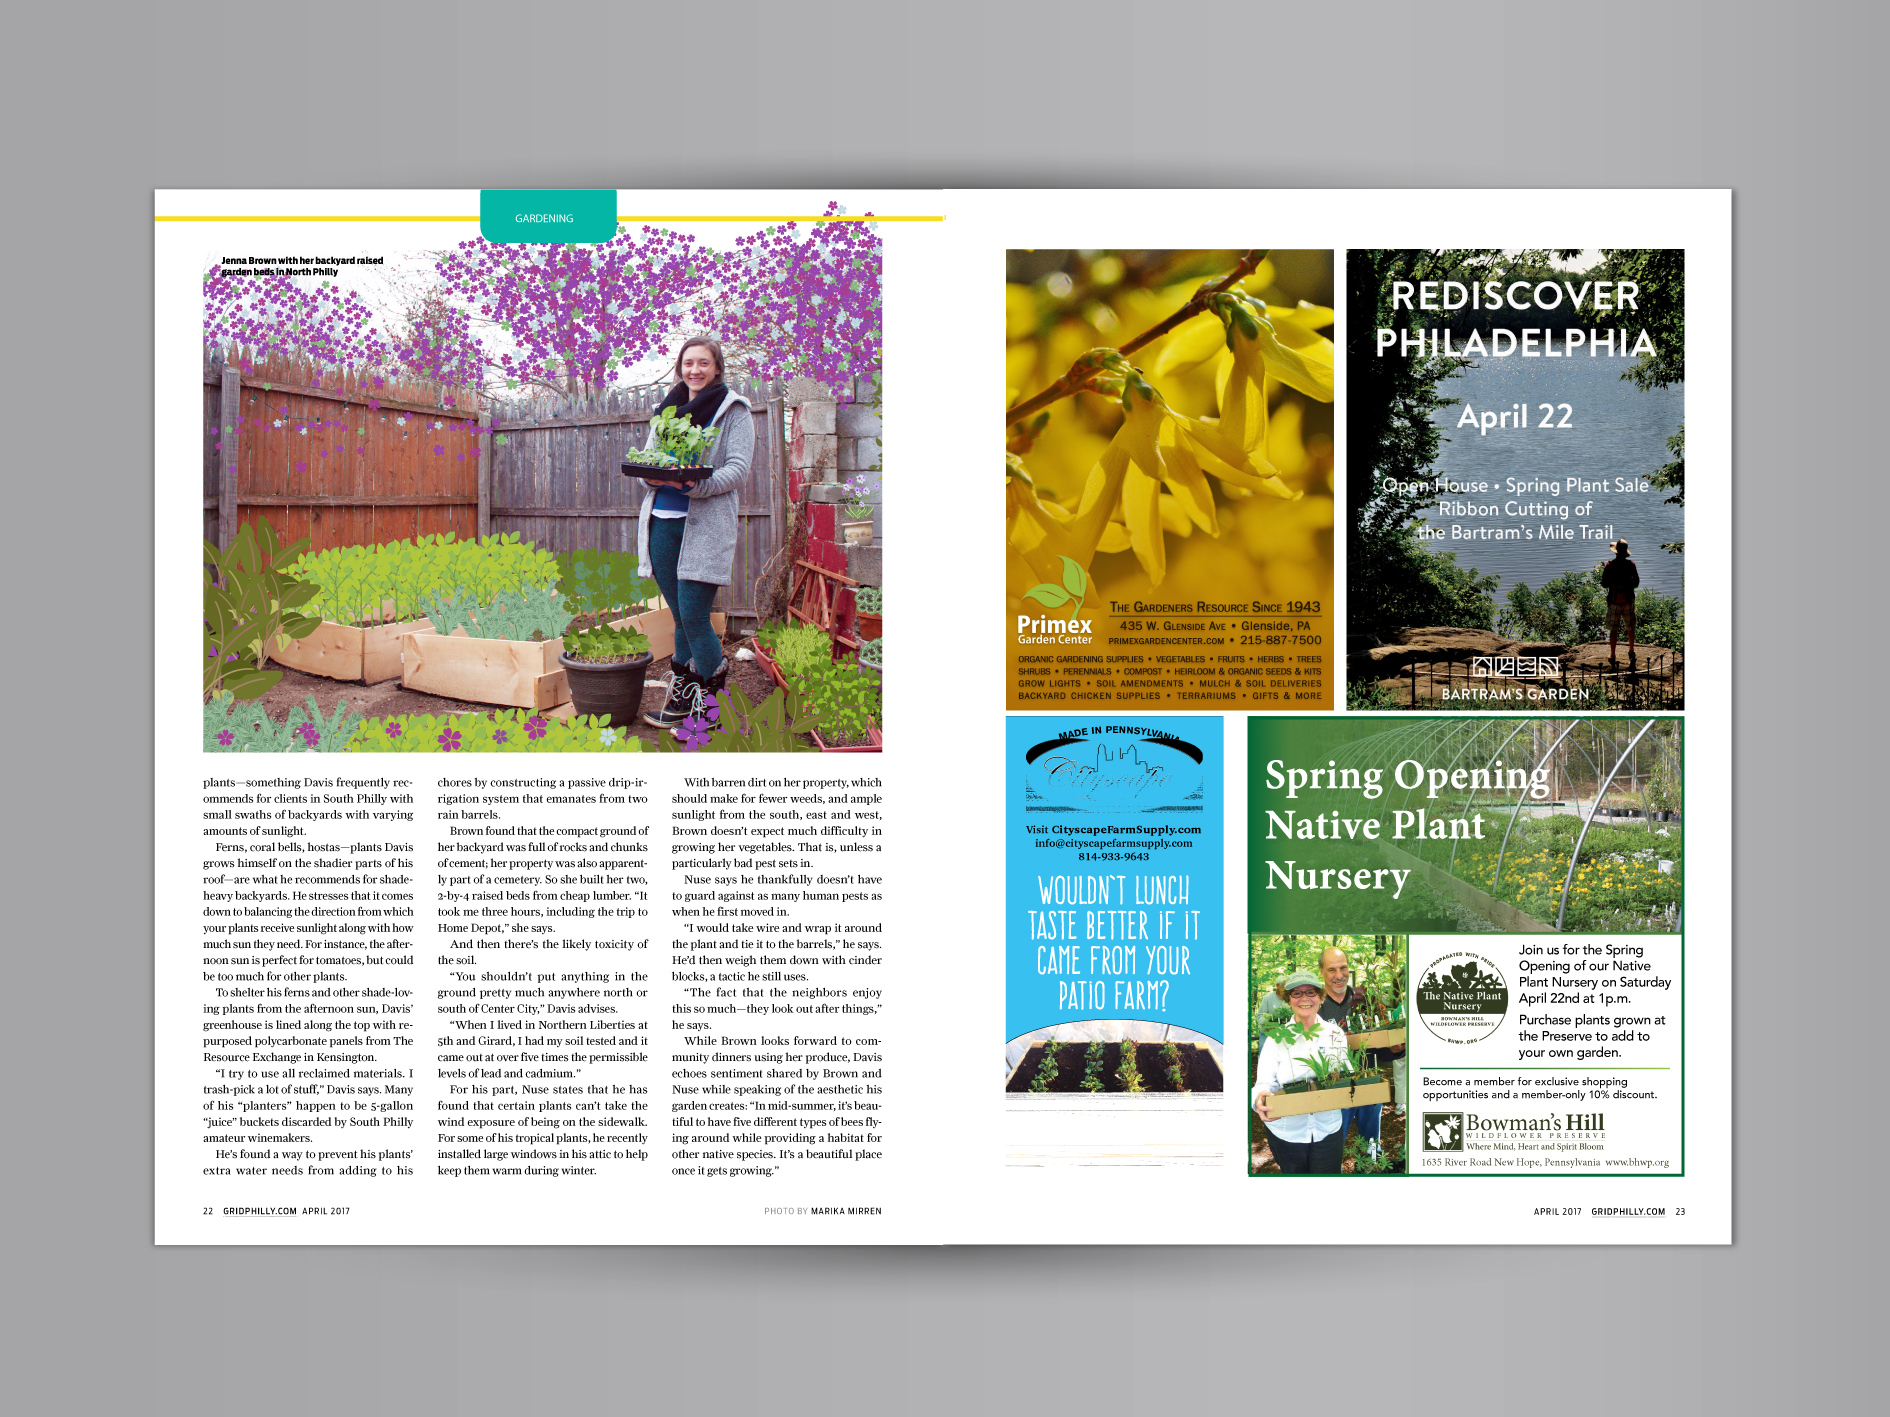 GARDENING
Jenna Brown with her backyard raised
garden beds in North Philly
plants—something Davis frequently rec-
ommends for clients in South Philly with
small swaths of backyards with varying
amounts of sunlight.
Ferns, coral bells, hostas—plants Davis
grows himself on the shadier parts of his
roof—are what he recommends for shade-
heavy backyards. He stresses that it comes
down to balancing the direction from which
your plants receive sunlight along with how
much sun they need. For instance, the after-
noon sun is perfect for tomatoes, but could
be too much for other plants.
To shelter his ferns and other shade-lov-
ing plants from the afternoon sun, Davis’
greenhouse is lined along the top with re-
purposed polycarbonate panels from The
Resource Exchange in Kensington.
“I try to use all reclaimed materials. I
trash-pick a lot of stuff,” Davis says. Many
of his “planters” happen to be 5-gallon
“juice” buckets discarded by South Philly
amateur winemakers.
He’s found a way to prevent his plants’
extra water needs from adding to his
chores by constructing a passive drip-ir-
rigation system that emanates from two
rain barrels.
Brown found that the compact ground of
her backyard was full of rocks and chunks
of cement; her property was also apparent-
ly part of a cemetery. So she built her two,
2-by-4 raised beds from cheap lumber. “It
took me three hours, including the trip to
Home Depot,” she says.
And then there’s the likely toxicity of
the soil.
“You shouldn’t put anything in the
ground pretty much anywhere north or
south of Center City,” Davis advises.
“When I lived in Northern Liberties at
5th and Girard, I had my soil tested and it
came out at over five times the permissible
levels of lead and cadmium.”
For his part, Nuse states that he has
found that certain plants can’t take the
wind exposure of being on the sidewalk.
For some of his tropical plants, he recently
installed large windows in his attic to help
keep them warm during winter.
With barren dirt on her property, which
should make for fewer weeds, and ample
sunlight from the south, east and west,
Brown doesn’t expect much difficulty in
growing her vegetables. That is, unless a
particularly bad pest sets in.
Nuse says he thankfully doesn’t have
to guard against as many human pests as
when he first moved in.
“I would take wire and wrap it around
the plant and tie it to the barrels,” he says.
He’d then weigh them down with cinder
blocks, a tactic he still uses.
“The fact that the neighbors enjoy
this so much—they look out after things,”
he says.
While Brown looks forward to com-
munity dinners using her produce, Davis
echoes sentiment shared by Brown and
Nuse while speaking of the aesthetic his
garden creates: “In mid-summer, it’s beau-
tiful to have five different types of bees fly-
ing around while providing a habitat for
other native species. It’s a beautiful place
once it gets growing.”
22 GRIDPHILLY.COM APRIL 2017
PHOTO BY MARIKA MIRREN
Primex
Garden Center
THE GARDENERS RESOURCE SINCE 1943
435 W. GLENSIDE AVE • GLENSIDE, PA
PRIMEXGARDENCENTER.COM • 215-887-7500
ORGANIC GARDENING SUPPLIES • VEGETABLES • FRUITS • HERBS • TREES
SHRUBS • PERENNIALS • COMPOST • HEIRLOOM & ORGANIC SEEDS & KITS
GROW LIGHTS • SOIL AMENDMENTS • MULCH & SOIL DELIVERIES
BACKYARD CHICKEN SUPPLIES • TERRARIUMS • GIFTS & MORE
REDISCOVER
PHILADELPHIA
April 22
Open House • Spring Plant Sale
Ribbon Cutting of
the Bartram’s Mile Trail
BARTRAM’S GARDEN
MADE IN PENNSYLVANIA
Cityscape
Visit CityscapeFarmSupply.com
info@cityscapefarmsupply.com
814-933-9643
WOULDN’T LUNCH
TASTE BETTER IF IT
CAME FROM YOUR
PATIO FARM?
Spring Opening
Native Plant
Nursery
PROPAGATED WITH PRIDE
The Native Plant
Nursery
BOWMAN’S HILL
WILDFLOWER PRESERVE
BHWP.ORG
Join us for the Spring
Opening of our Native
Plant Nursery on Saturday
April 22nd at 1p.m.
Purchase plants grown at
the Preserve to add to
your own garden.
Become a member for exclusive shopping
opportunities and a member-only 10% discount.
Bowman’s Hill
WILDFLOWER PRESERVE
Where Mind, Heart and Spirit Bloom
1635 River Road New Hope, Pennsylvania www.bhwp.org
APRIL 2017 GRIDPHILLY.COM 23